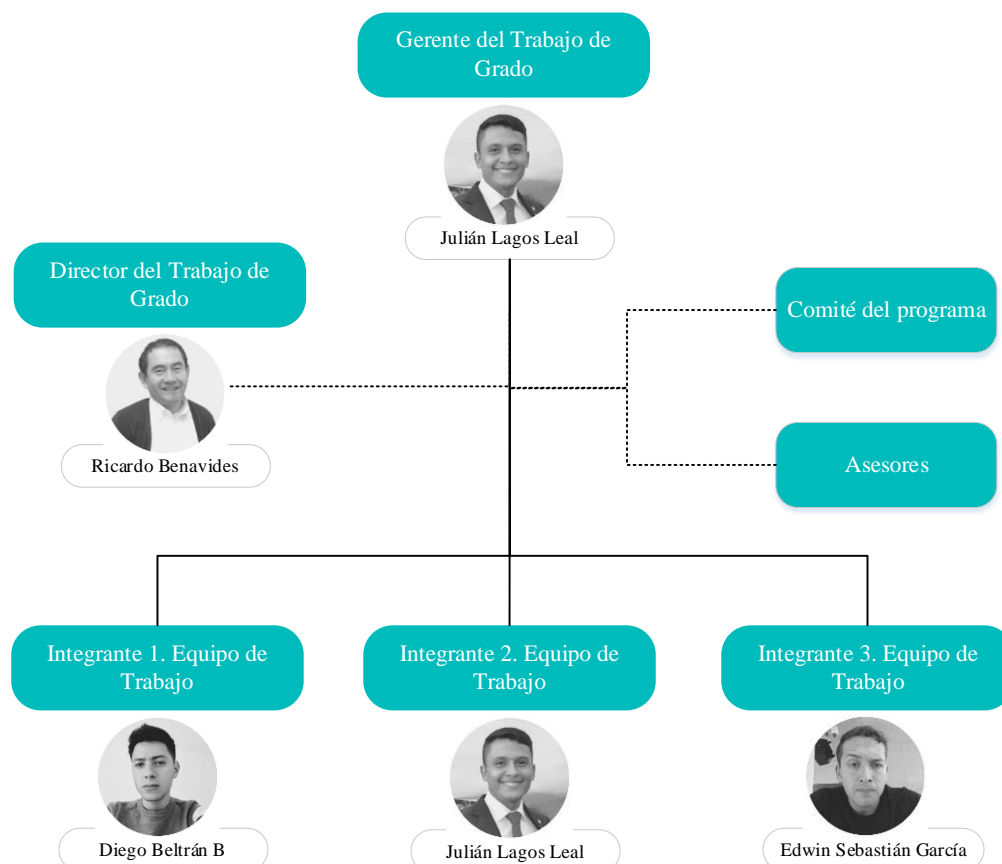 Gerente del Trabajo de
Grado
Julián Lagos Leal
Director del Trabajo de
Grado
Ricardo Benavides
Comité del programa
Asesores
Integrante 1. Equipo de
Trabajo
Integrante 2. Equipo de
Trabajo
Integrante 3. Equipo de
Trabajo
Diego Beltrán B
Julián Lagos Leal
Edwin Sebastián García